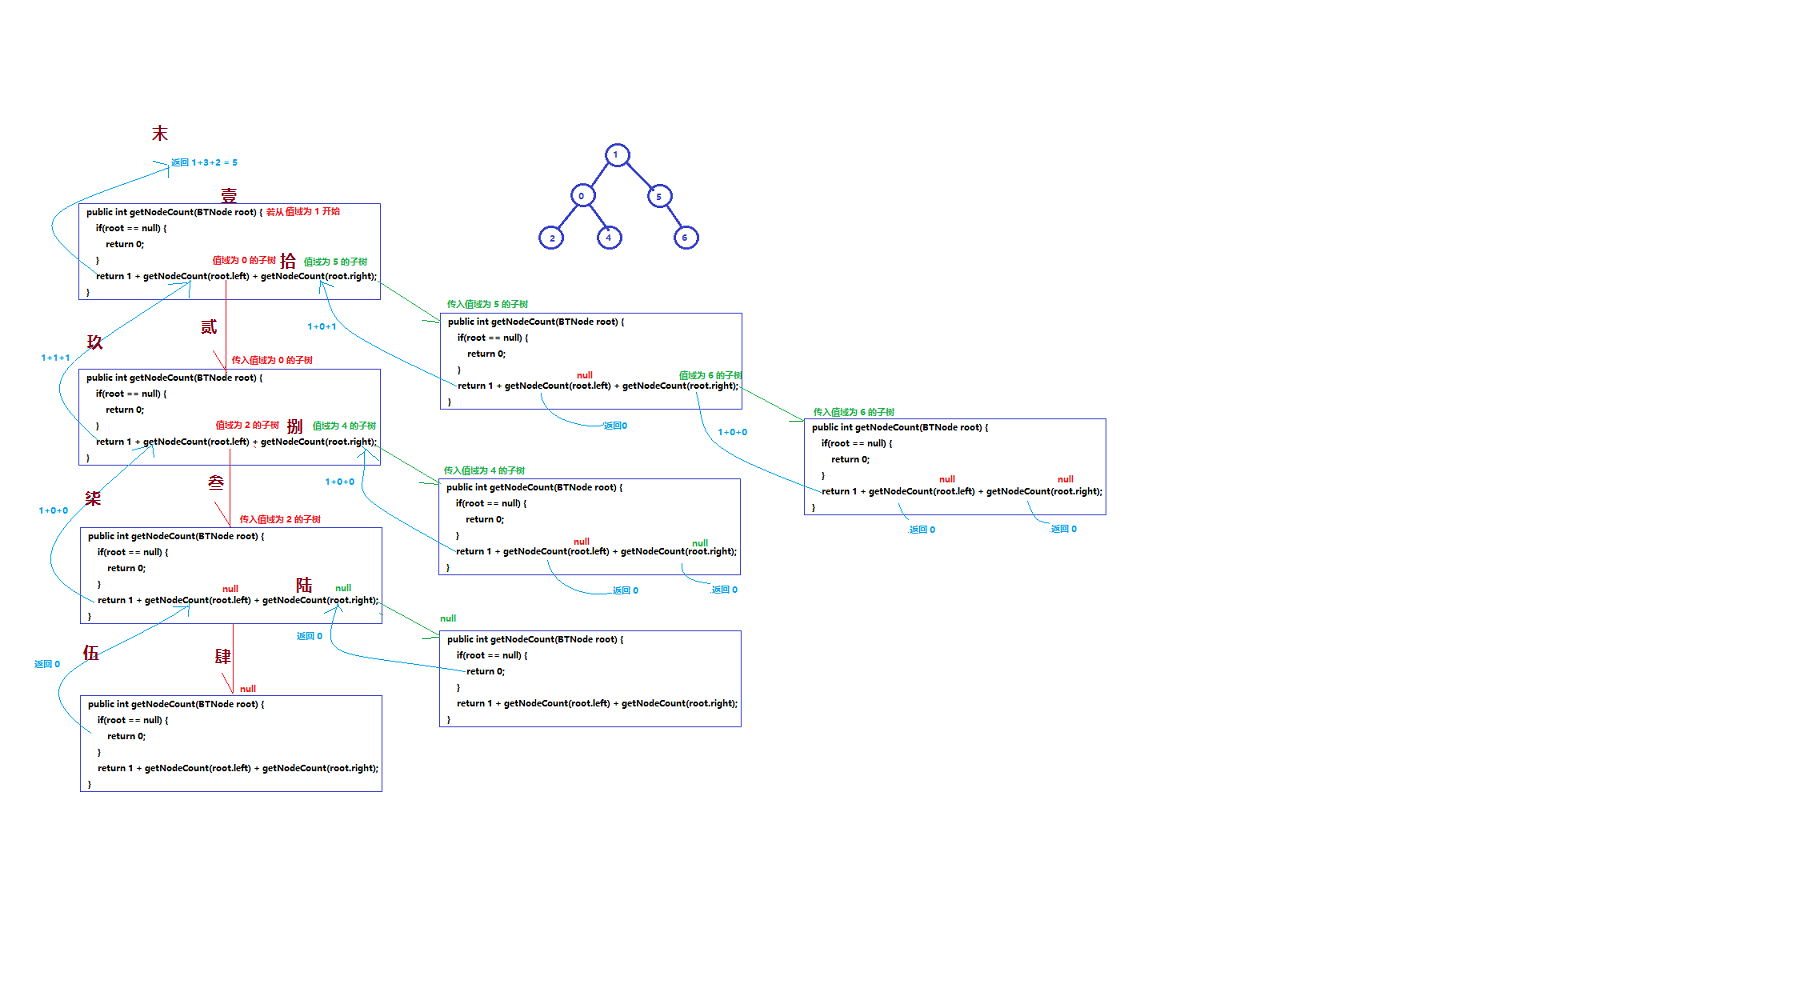 末
返回 1+3+2 = 5
壹
public int getNodeCount(BTNode root) { 若从 值域为 1 开始
if(root == null) {
return 0;
}
值域为 0 的子树 拾 值域为 5 的子树
return 1 + getNodeCount(root.left) + getNodeCount(root.right);
}
玖
1+1+1
贰
传入值域为 0 的子树
public int getNodeCount(BTNode root) {
if(root == null) {
return 0;
}
值域为 2 的子树 捌 值域为 4 的子树
return 1 + getNodeCount(root.left) + getNodeCount(root.right);
}
柒
1+0+0
叁
传入值域为 2 的子树
public int getNodeCount(BTNode root) {
if(root == null) {
return 0;
}
null 陆 null
return 1 + getNodeCount(root.left) + getNodeCount(root.right);
}
伍
返回 0
肆
null
public int getNodeCount(BTNode root) {
if(root == null) {
return 0;
}
return 1 + getNodeCount(root.left) + getNodeCount(root.right);
}
1
0 5
2 4 6
1+0+1
传入值域为 5 的子树
public int getNodeCount(BTNode root) {
if(root == null) {
return 0;
}
null 值域为 6 的子树
return 1 + getNodeCount(root.left) + getNodeCount(root.right);
}
返回0
1+0+0
传入值域为 4 的子树
public int getNodeCount(BTNode root) {
if(root == null) {
return 0;
}
null null
return 1 + getNodeCount(root.left) + getNodeCount(root.right);
}
返回 0 返回 0
返回 0
null
public int getNodeCount(BTNode root) {
if(root == null) {
return 0;
}
return 1 + getNodeCount(root.left) + getNodeCount(root.right);
}
1+0+0
传入值域为 6 的子树
public int getNodeCount(BTNode root) {
if(root == null) {
return 0;
}
null null
return 1 + getNodeCount(root.left) + getNodeCount(root.right);
}
返回 0 返回 0